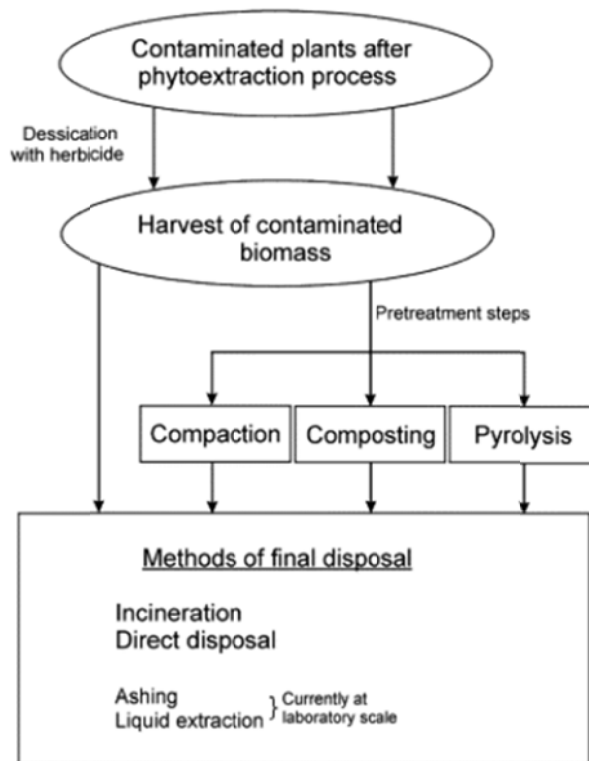 Contaminated plants after
phytoextraction process
Dessication
with herbicide
Harvest of contaminated
biomass
Pretreatment steps
Compaction
Composting
Pyrolysis
Methods of final disposal
Incineration
Direct disposal
Ashing
Liquid extraction
} Currently at
laboratory scale